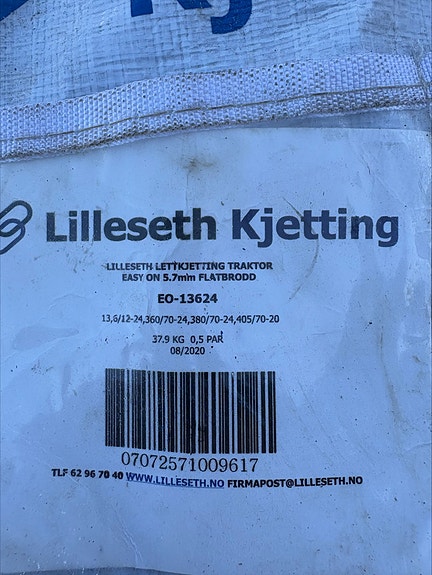 Lilleseth Kjetting
LILLESETH LETTKJETTING TRAKTOR
EASY ON 5.7mm FLATBRODD
EO-13624
13,6/12-24,360/70-24,380/70-24,405/70-20
37.9 KG 0,5 PAR
08/2020
07072571009617
TLF 62 96 70 40 WWW.LILLESETH.NO FIRMAPOST@LILLESETH.NO